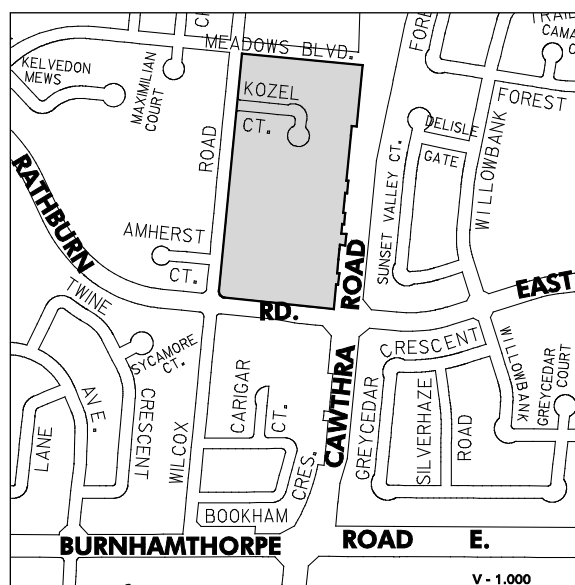 MEADOWS BLVD.
KELVEDON
MEWS
MAXIMILIAN
COURT
KOZEL
CT.
ROAD
TRAIL
CAMA
FOREST
DELISLE
GATE
WILLOWBANK
SUNSET VALLEY CT.
RATHBURN
AMHERST
CT.
RD.
ROAD
EAST
TWINE
SYCAMORE
CT.
CRESCENT
AVE.
LANE
WILCOX
CARIGAR
CT.
CRES.
CAWTHRA
CRESCENT
GREYCEDAR
SILVERHAZE
ROAD
WILLOWBANK
GREYCEDAR
COURT
BOOKHAM
BURNHAMTHORPE ROAD E.
V - 1.000